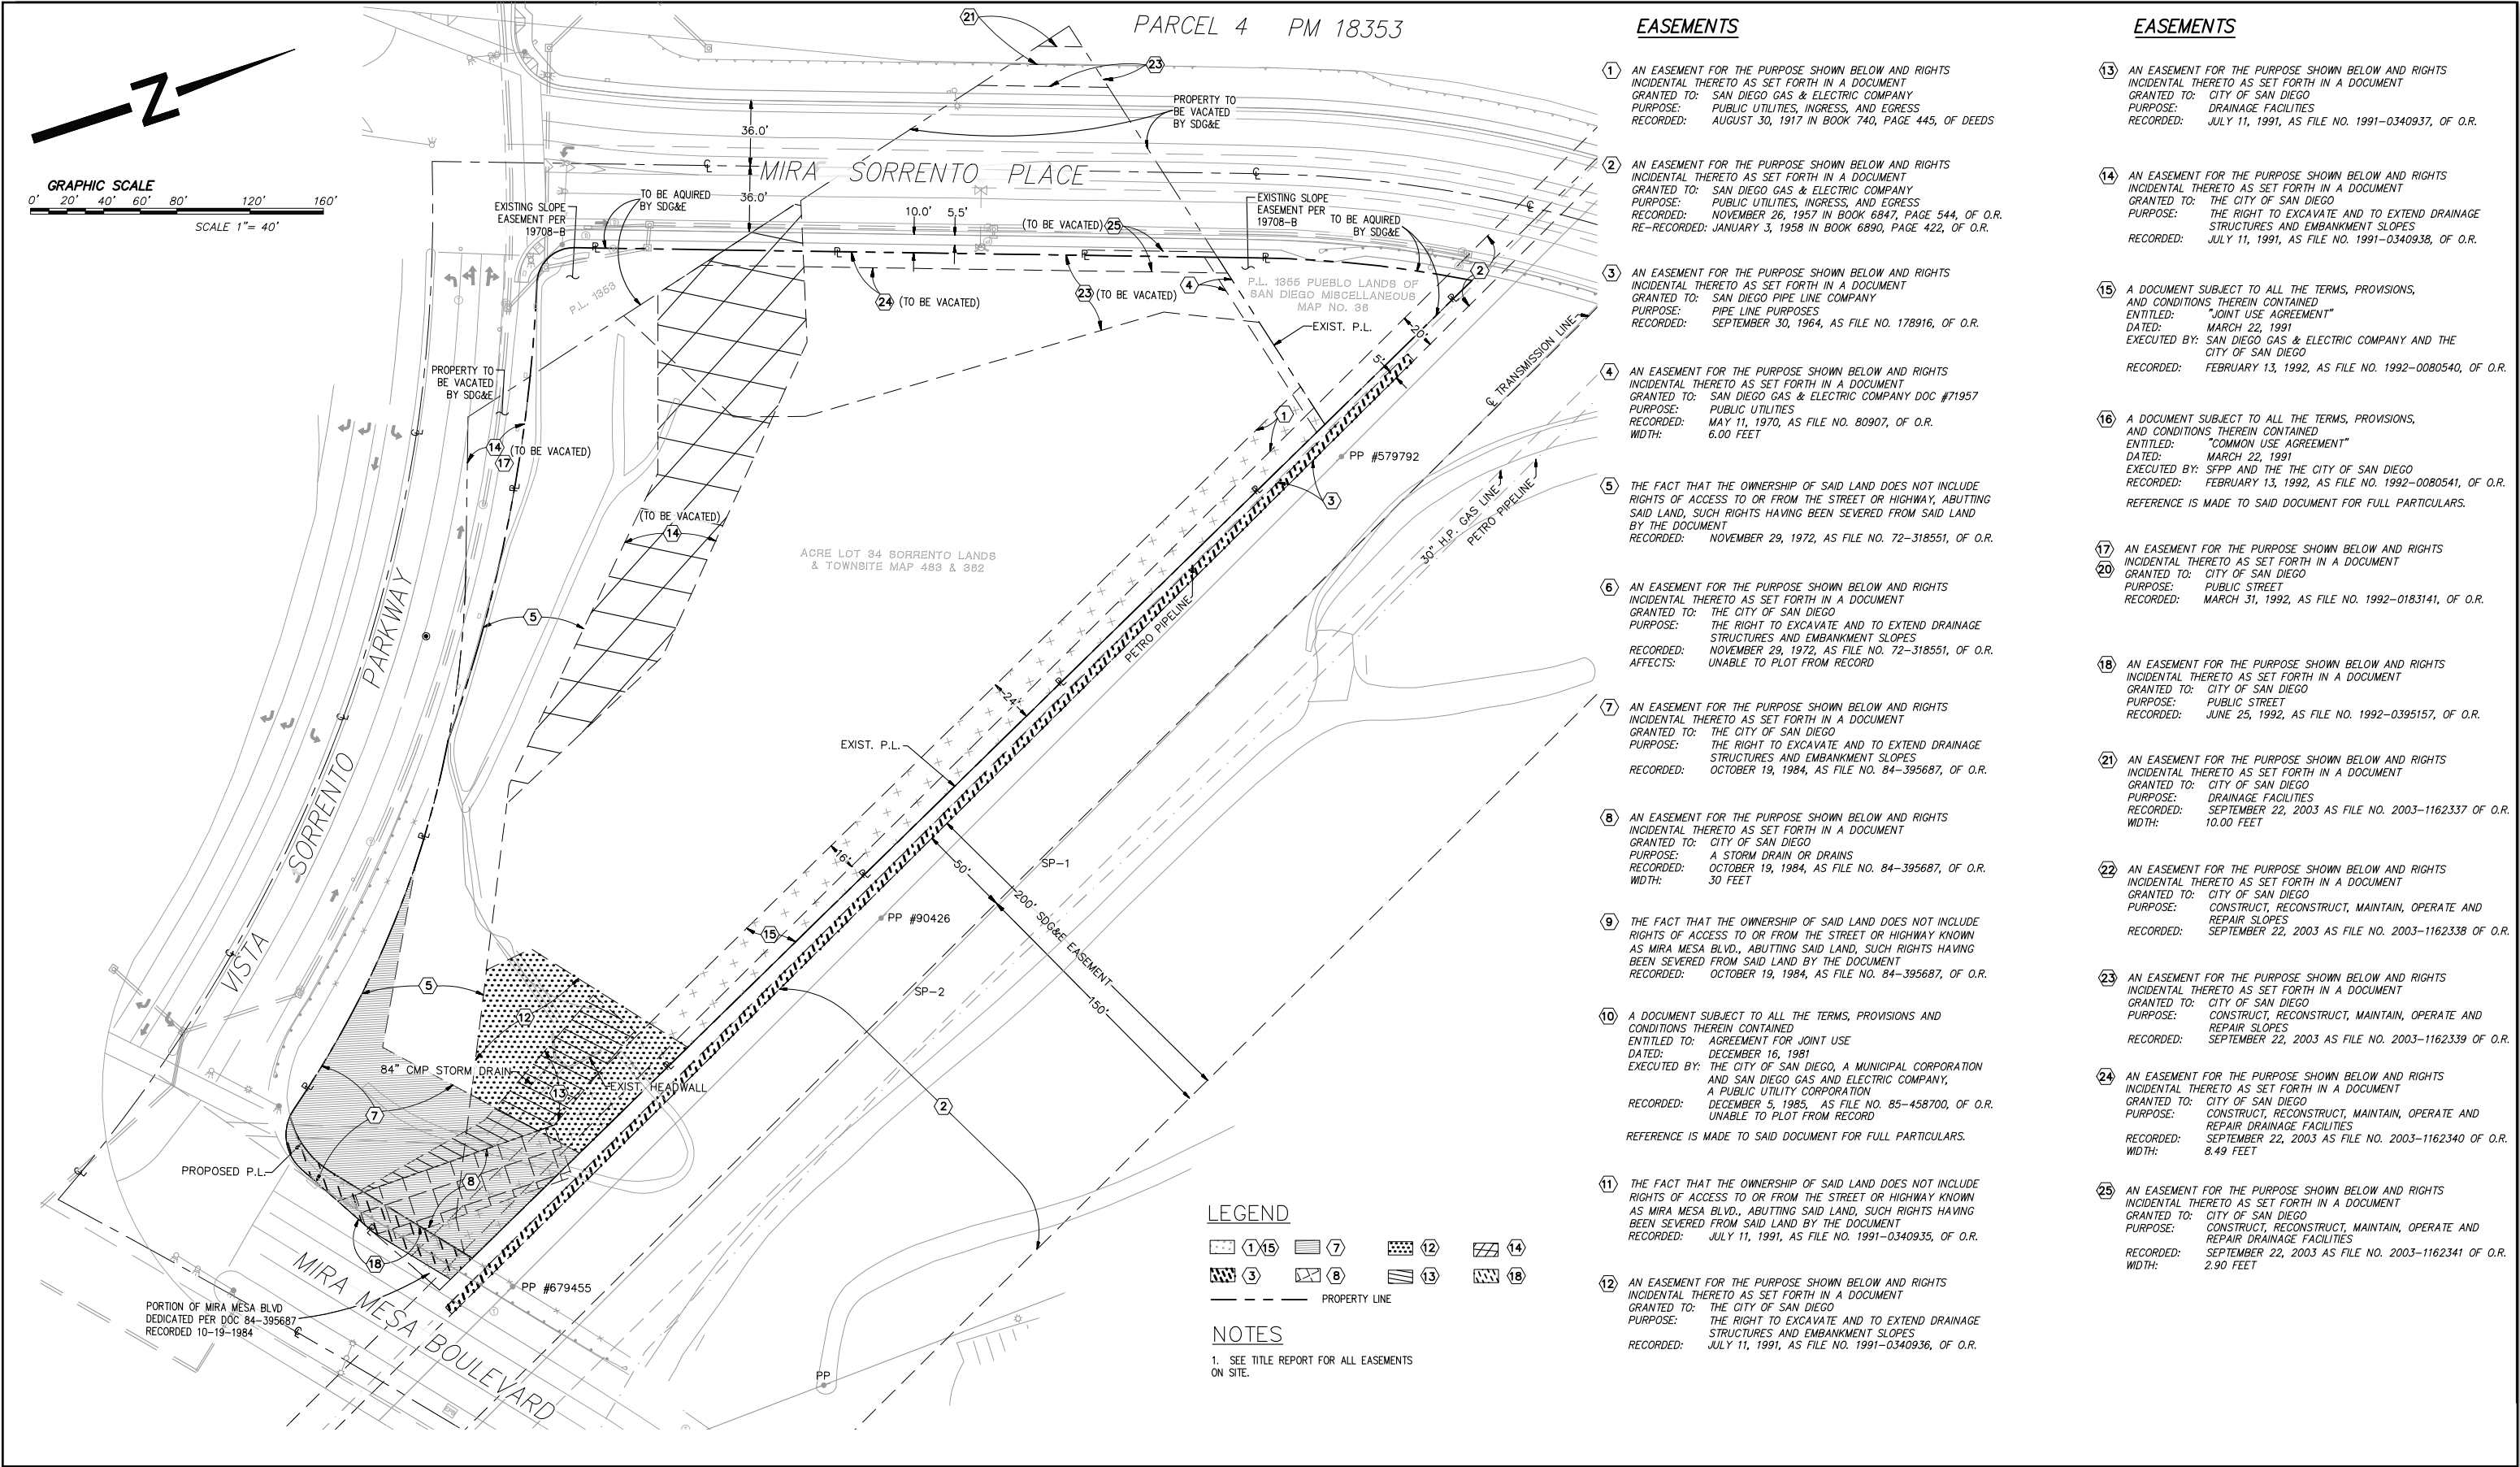 PARCEL 4 PM 18353
21
23
Z
GRAPHIC SCALE
0' 20' 40' 60' 80' 120' 160'
SCALE 1"= 40'
PROPERTY TO
BE VACATED
BY SDG&E
36.0'
36.0'
℄
MIRA SORRENTO PLACE
℄
℄
EXISTING SLOPE
EASEMENT PER
19708-B
TO BE AQUIRED
BY SDG&E
10.0' 5.5'
(TO BE VACATED) 25
EXISTING SLOPE
EASEMENT PER
19708-B
TO BE AQUIRED
BY SDG&E
2
P.L. 1353
24 (TO BE VACATED)
23 (TO BE VACATED)
4
P.L. 1356 PUEBLO LANDS OF
SAN DIEGO MISCELLANEOUS
MAP NO. 36
EXIST. P.L.
20'
5'
℄ TRANSMISSION LINE
PROPERTY TO
BE VACATED
BY SDG&E
14
(TO BE VACATED)
17
1
PP #579792
3
30" H.P. GAS LINE
PETRO PIPELINE
(TO BE VACATED)
14
ACRE LOT 34 SORRENTO LANDS
& TOWNSITE MAP 483 & 362
5
PETRO PIPELINE
24'
EXIST. P.L.
VISTA SORRENTO PARKWAY
16'
50'
SP-1
200' SDG&E EASEMENT
150'
PP #90426
15
SP-2
5
12
84" CMP STORM DRAIN
EXIST. HEADWALL
13
7
2
PROPOSED P.L.
8
18
MIRA MESA BOULEVARD
PP #679455
PORTION OF MIRA MESA BLVD
DEDICATED PER DOC 84-395687
RECORDED 10-19-1984
℄
PP
LEGEND
1 15 7 12 14
3 8 13 18
PROPERTY LINE
NOTES
1. SEE TITLE REPORT FOR ALL EASEMENTS
ON SITE.
EASEMENTS
1 AN EASEMENT FOR THE PURPOSE SHOWN BELOW AND RIGHTS
INCIDENTAL THERETO AS SET FORTH IN A DOCUMENT
GRANTED TO: SAN DIEGO GAS & ELECTRIC COMPANY
PURPOSE: PUBLIC UTILITIES, INGRESS, AND EGRESS
RECORDED: AUGUST 30, 1917 IN BOOK 740, PAGE 445, OF DEEDS
2 AN EASEMENT FOR THE PURPOSE SHOWN BELOW AND RIGHTS
INCIDENTAL THERETO AS SET FORTH IN A DOCUMENT
GRANTED TO: SAN DIEGO GAS & ELECTRIC COMPANY
PURPOSE: PUBLIC UTILITIES, INGRESS, AND EGRESS
RECORDED: NOVEMBER 26, 1957 IN BOOK 6847, PAGE 544, OF O.R.
RE-RECORDED: JANUARY 3, 1958 IN BOOK 6890, PAGE 422, OF O.R.
3 AN EASEMENT FOR THE PURPOSE SHOWN BELOW AND RIGHTS
INCIDENTAL THERETO AS SET FORTH IN A DOCUMENT
GRANTED TO: SAN DIEGO PIPE LINE COMPANY
PURPOSE: PIPE LINE PURPOSES
RECORDED: SEPTEMBER 30, 1964, AS FILE NO. 178916, OF O.R.
4 AN EASEMENT FOR THE PURPOSE SHOWN BELOW AND RIGHTS
INCIDENTAL THERETO AS SET FORTH IN A DOCUMENT
GRANTED TO: SAN DIEGO GAS & ELECTRIC COMPANY DOC #71957
PURPOSE: PUBLIC UTILITIES
RECORDED: MAY 11, 1970, AS FILE NO. 80907, OF O.R.
WIDTH: 6.00 FEET
5 THE FACT THAT THE OWNERSHIP OF SAID LAND DOES NOT INCLUDE
RIGHTS OF ACCESS TO OR FROM THE STREET OR HIGHWAY, ABUTTING
SAID LAND, SUCH RIGHTS HAVING BEEN SEVERED FROM SAID LAND
BY THE DOCUMENT
RECORDED: NOVEMBER 29, 1972, AS FILE NO. 72-318551, OF O.R.
6 AN EASEMENT FOR THE PURPOSE SHOWN BELOW AND RIGHTS
INCIDENTAL THERETO AS SET FORTH IN A DOCUMENT
GRANTED TO: THE CITY OF SAN DIEGO
PURPOSE: THE RIGHT TO EXCAVATE AND TO EXTEND DRAINAGE
STRUCTURES AND EMBANKMENT SLOPES
RECORDED: NOVEMBER 29, 1972, AS FILE NO. 72-318551, OF O.R.
AFFECTS: UNABLE TO PLOT FROM RECORD
7 AN EASEMENT FOR THE PURPOSE SHOWN BELOW AND RIGHTS
INCIDENTAL THERETO AS SET FORTH IN A DOCUMENT
GRANTED TO: THE CITY OF SAN DIEGO
PURPOSE: THE RIGHT TO EXCAVATE AND TO EXTEND DRAINAGE
STRUCTURES AND EMBANKMENT SLOPES
RECORDED: OCTOBER 19, 1984, AS FILE NO. 84-395687, OF O.R.
8 AN EASEMENT FOR THE PURPOSE SHOWN BELOW AND RIGHTS
INCIDENTAL THERETO AS SET FORTH IN A DOCUMENT
GRANTED TO: CITY OF SAN DIEGO
PURPOSE: A STORM DRAIN OR DRAINS
RECORDED: OCTOBER 19, 1984, AS FILE NO. 84-395687, OF O.R.
WIDTH: 30 FEET
9 THE FACT THAT THE OWNERSHIP OF SAID LAND DOES NOT INCLUDE
RIGHTS OF ACCESS TO OR FROM THE STREET OR HIGHWAY KNOWN
AS MIRA MESA BLVD., ABUTTING SAID LAND, SUCH RIGHTS HAVING
BEEN SEVERED FROM SAID LAND BY THE DOCUMENT
RECORDED: OCTOBER 19, 1984, AS FILE NO. 84-395687, OF O.R.
10 A DOCUMENT SUBJECT TO ALL THE TERMS, PROVISIONS AND
CONDITIONS THEREIN CONTAINED
ENTITLED TO: AGREEMENT FOR JOINT USE
DATED: DECEMBER 16, 1981
EXECUTED BY: THE CITY OF SAN DIEGO, A MUNICIPAL CORPORATION
AND SAN DIEGO GAS AND ELECTRIC COMPANY,
A PUBLIC UTILITY CORPORATION
RECORDED: DECEMBER 5, 1985, AS FILE NO. 85-458700, OF O.R.
UNABLE TO PLOT FROM RECORD
REFERENCE IS MADE TO SAID DOCUMENT FOR FULL PARTICULARS.
11 THE FACT THAT THE OWNERSHIP OF SAID LAND DOES NOT INCLUDE
RIGHTS OF ACCESS TO OR FROM THE STREET OR HIGHWAY KNOWN
AS MIRA MESA BLVD., ABUTTING SAID LAND, SUCH RIGHTS HAVING
BEEN SEVERED FROM SAID LAND BY THE DOCUMENT
RECORDED: JULY 11, 1991, AS FILE NO. 1991-0340935, OF O.R.
12 AN EASEMENT FOR THE PURPOSE SHOWN BELOW AND RIGHTS
INCIDENTAL THERETO AS SET FORTH IN A DOCUMENT
GRANTED TO: THE CITY OF SAN DIEGO
PURPOSE: THE RIGHT TO EXCAVATE AND TO EXTEND DRAINAGE
STRUCTURES AND EMBANKMENT SLOPES
RECORDED: JULY 11, 1991, AS FILE NO. 1991-0340936, OF O.R.
EASEMENTS
13 AN EASEMENT FOR THE PURPOSE SHOWN BELOW AND RIGHTS
INCIDENTAL THERETO AS SET FORTH IN A DOCUMENT
GRANTED TO: CITY OF SAN DIEGO
PURPOSE: DRAINAGE FACILITIES
RECORDED: JULY 11, 1991, AS FILE NO. 1991-0340937, OF O.R.
14 AN EASEMENT FOR THE PURPOSE SHOWN BELOW AND RIGHTS
INCIDENTAL THERETO AS SET FORTH IN A DOCUMENT
GRANTED TO: THE CITY OF SAN DIEGO
PURPOSE: THE RIGHT TO EXCAVATE AND TO EXTEND DRAINAGE
STRUCTURES AND EMBANKMENT SLOPES
RECORDED: JULY 11, 1991, AS FILE NO. 1991-0340938, OF O.R.
15 A DOCUMENT SUBJECT TO ALL THE TERMS, PROVISIONS,
AND CONDITIONS THEREIN CONTAINED
ENTITLED: "JOINT USE AGREEMENT"
DATED: MARCH 22, 1991
EXECUTED BY: SAN DIEGO GAS & ELECTRIC COMPANY AND THE
CITY OF SAN DIEGO
RECORDED: FEBRUARY 13, 1992, AS FILE NO. 1992-0080540, OF O.R.
16 A DOCUMENT SUBJECT TO ALL THE TERMS, PROVISIONS,
AND CONDITIONS THEREIN CONTAINED
ENTITLED: "COMMON USE AGREEMENT"
DATED: MARCH 22, 1991
EXECUTED BY: SFPP AND THE THE CITY OF SAN DIEGO
RECORDED: FEBRUARY 13, 1992, AS FILE NO. 1992-0080541, OF O.R.
REFERENCE IS MADE TO SAID DOCUMENT FOR FULL PARTICULARS.
17 AN EASEMENT FOR THE PURPOSE SHOWN BELOW AND RIGHTS
INCIDENTAL THERETO AS SET FORTH IN A DOCUMENT
20 GRANTED TO: CITY OF SAN DIEGO
PURPOSE: PUBLIC STREET
RECORDED: MARCH 31, 1992, AS FILE NO. 1992-0183141, OF O.R.
18 AN EASEMENT FOR THE PURPOSE SHOWN BELOW AND RIGHTS
INCIDENTAL THERETO AS SET FORTH IN A DOCUMENT
GRANTED TO: CITY OF SAN DIEGO
PURPOSE: PUBLIC STREET
RECORDED: JUNE 25, 1992, AS FILE NO. 1992-0395157, OF O.R.
21 AN EASEMENT FOR THE PURPOSE SHOWN BELOW AND RIGHTS
INCIDENTAL THERETO AS SET FORTH IN A DOCUMENT
GRANTED TO: CITY OF SAN DIEGO
PURPOSE: DRAINAGE FACILITIES
RECORDED: SEPTEMBER 22, 2003 AS FILE NO. 2003-1162337 OF O.R.
WIDTH: 10.00 FEET
22 AN EASEMENT FOR THE PURPOSE SHOWN BELOW AND RIGHTS
INCIDENTAL THERETO AS SET FORTH IN A DOCUMENT
GRANTED TO: CITY OF SAN DIEGO
PURPOSE: CONSTRUCT, RECONSTRUCT, MAINTAIN, OPERATE AND
REPAIR SLOPES
RECORDED: SEPTEMBER 22, 2003 AS FILE NO. 2003-1162338 OF O.R.
23 AN EASEMENT FOR THE PURPOSE SHOWN BELOW AND RIGHTS
INCIDENTAL THERETO AS SET FORTH IN A DOCUMENT
GRANTED TO: CITY OF SAN DIEGO
PURPOSE: CONSTRUCT, RECONSTRUCT, MAINTAIN, OPERATE AND
REPAIR SLOPES
RECORDED: SEPTEMBER 22, 2003 AS FILE NO. 2003-1162339 OF O.R.
24 AN EASEMENT FOR THE PURPOSE SHOWN BELOW AND RIGHTS
INCIDENTAL THERETO AS SET FORTH IN A DOCUMENT
GRANTED TO: CITY OF SAN DIEGO
PURPOSE: CONSTRUCT, RECONSTRUCT, MAINTAIN, OPERATE AND
REPAIR DRAINAGE FACILITIES
RECORDED: SEPTEMBER 22, 2003 AS FILE NO. 2003-1162340 OF O.R.
WIDTH: 8.49 FEET
25 AN EASEMENT FOR THE PURPOSE SHOWN BELOW AND RIGHTS
INCIDENTAL THERETO AS SET FORTH IN A DOCUMENT
GRANTED TO: CITY OF SAN DIEGO
PURPOSE: CONSTRUCT, RECONSTRUCT, MAINTAIN, OPERATE AND
REPAIR DRAINAGE FACILITIES
RECORDED: SEPTEMBER 22, 2003 AS FILE NO. 2003-1162341 OF O.R.
WIDTH: 2.90 FEET